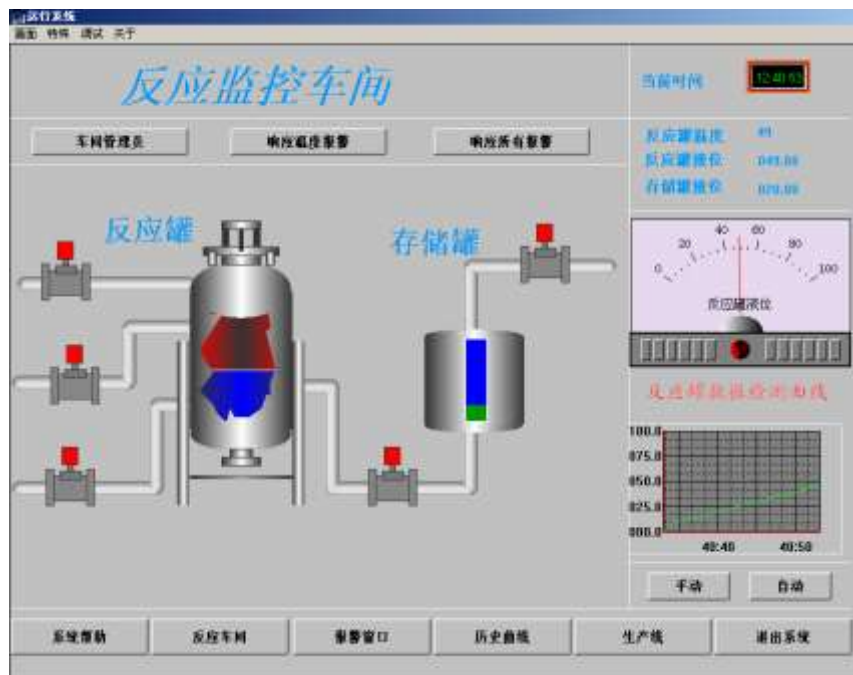 运行系统
画面 特殊 调试 关于
反应监控车间
当前时间
车间管理员
响应温度报警
响应所有报警
反应罐温度 49
反应罐液位 049.00
存储罐液位 020.00
反应罐
存储罐
0 20 40 60 80 100
反应罐液位
100.0
075.0
050.0
025.0
000.0
40:40 40:50
手动 自动
系统帮助 反应车间 报警窗口 历史曲线 生产线 退出系统